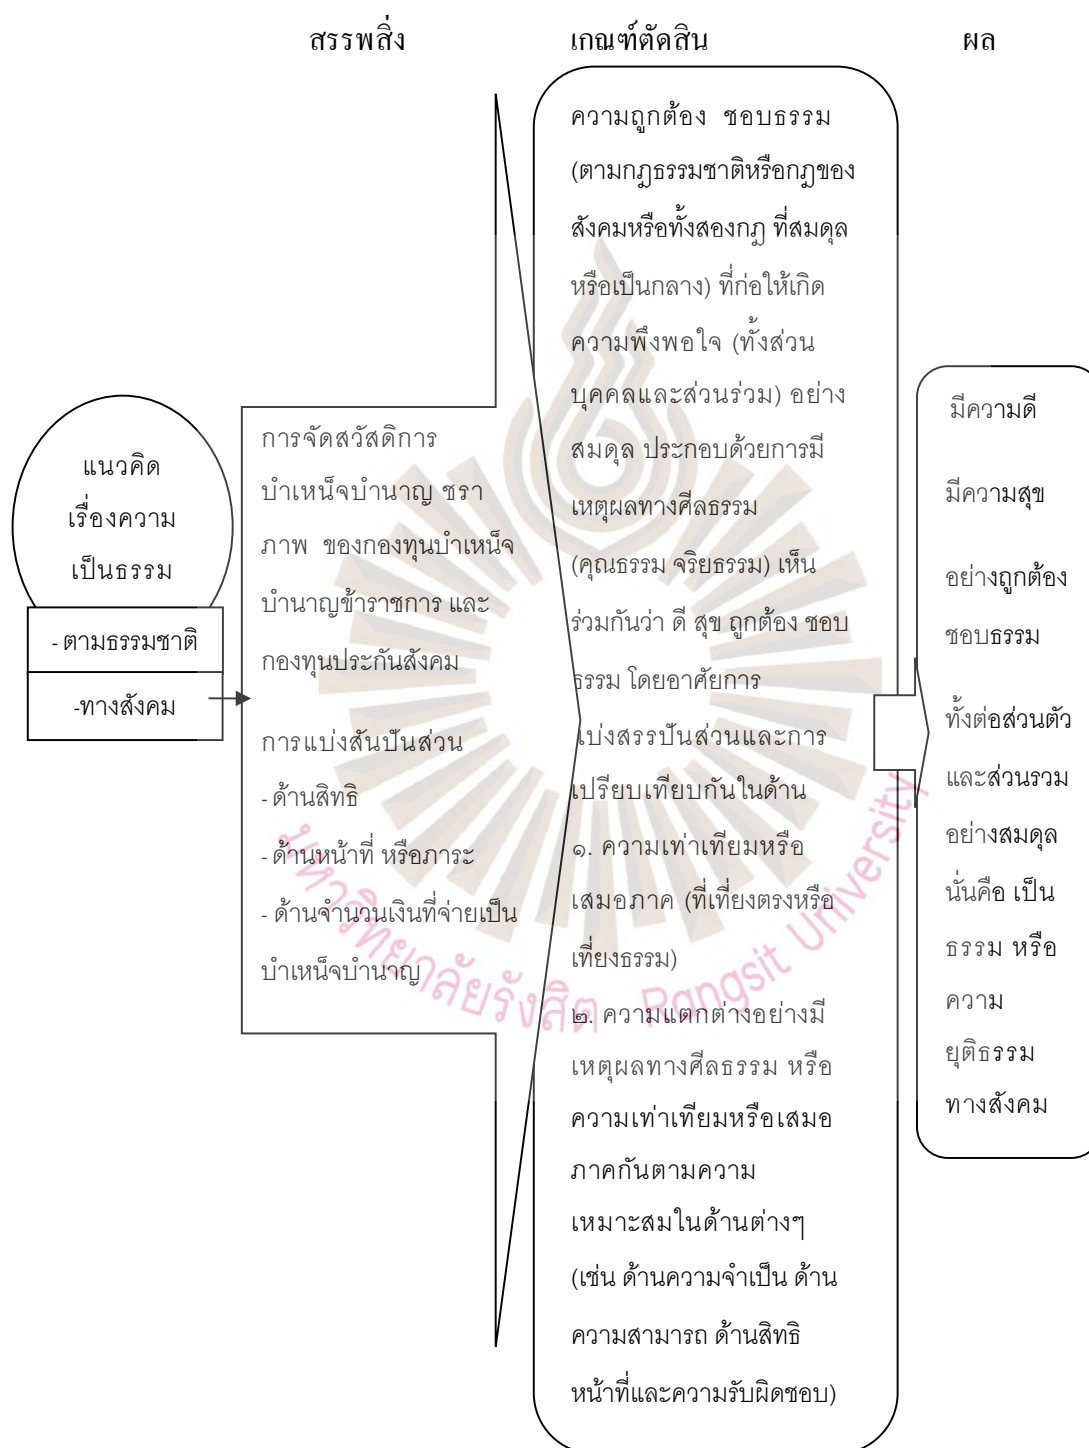 สรรพสิ่ง
เกณฑ์ตัดสิน
ผล
แนวคิด
เรื่องความ
เป็นธรรม
- ตามธรรมชาติ
-ทางสังคม
การจัดสวัสดิการ
บำเหน็จบำนาญ ชรา
ภาพ ของกองทุนบำเหน็จ
บำนาญข้าราชการ และ
กองทุนประกันสังคม
การแบ่งสันปันส่วน
- ด้านสิทธิ
- ด้านหน้าที่ หรือภาระ
- ด้านจำนวนเงินที่จ่ายเป็น
บำเหน็จบำนาญ
ความถูกต้อง ชอบธรรม
(ตามกฎธรรมชาติหรือกฎของ
สังคมหรือทั้งสองกฎ ที่สมดุล
หรือเป็นกลาง) ที่ก่อให้เกิด
ความพึงพอใจ (ทั้งส่วน
บุคคลและส่วนร่วม) อย่าง
สมดุล ประกอบด้วยการมี
เหตุผลทางศีลธรรม
(คุณธรรม จริยธรรม) เห็น
ร่วมกันว่า ดี สุข ถูกต้อง ชอบ
ธรรม โดยอาศัยการ
แบ่งสรรปันส่วนและการ
เปรียบเทียบกันในด้าน
๑. ความเท่าเทียมหรือ
เสมอภาค (ที่เที่ยงตรงหรือ
เที่ยงธรรม)
๒. ความแตกต่างอย่างมี
เหตุผลทางศีลธรรม หรือ
ความเท่าเทียมหรือเสมอ
ภาคกันตามความ
เหมาะสมในด้านต่างๆ
(เช่น ด้านความจำเป็น ด้าน
ความสามารถ ด้านสิทธิ
หน้าที่และความรับผิดชอบ)
มีความดี
มีความสุข
อย่างถูกต้อง
ชอบธรรม
ทั้งต่อส่วนตัว
และส่วนรวม
อย่างสมดุล
นั่นคือ เป็น
ธรรม หรือ
ความ
ยุติธรรม
ทางสังคม
มหาวิทยาลัยรังสิต Rangsit University